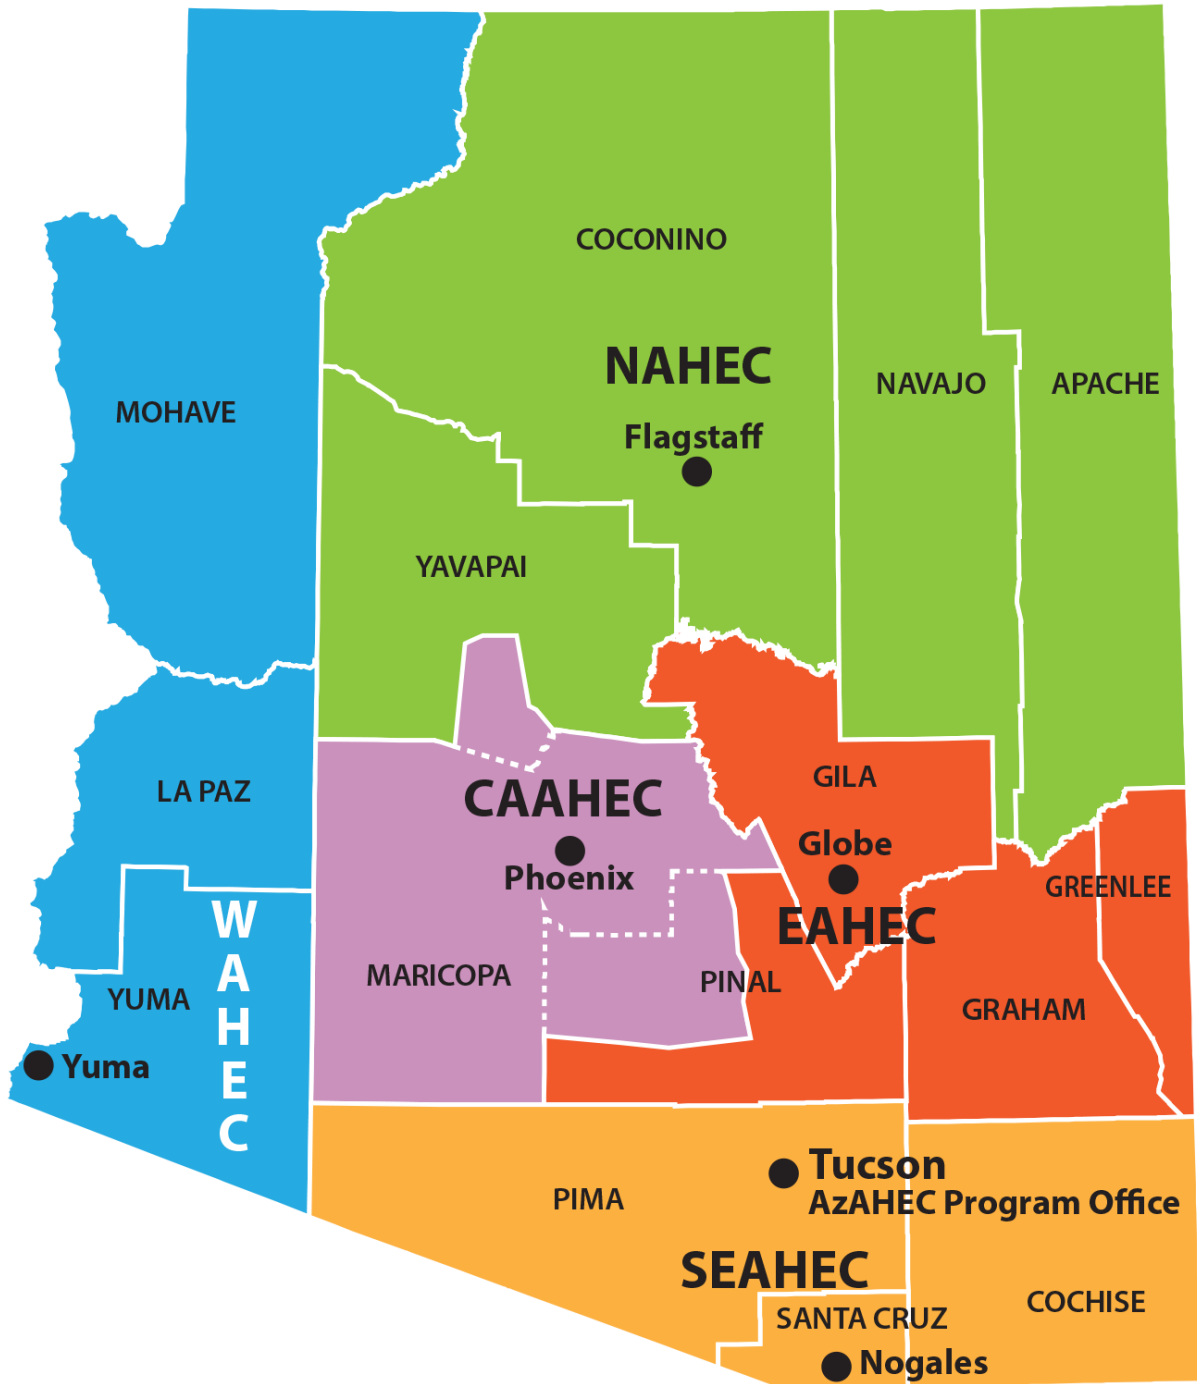 COCONINO
NAHEC
Flagstaff
NAVAJO
APACHE
MOHAVE
YAVAPAI
LA PAZ
CAAHEC
Phoenix
GILA
Globe
EAHEC
GREENLEE
WAHEC
MARICOPA
PINAL
YUMA
GRAHAM
Yuma
Tucson
AzAHEC Program Office
PIMA
SEAHEC
COCHISE
SANTA CRUZ
Nogales